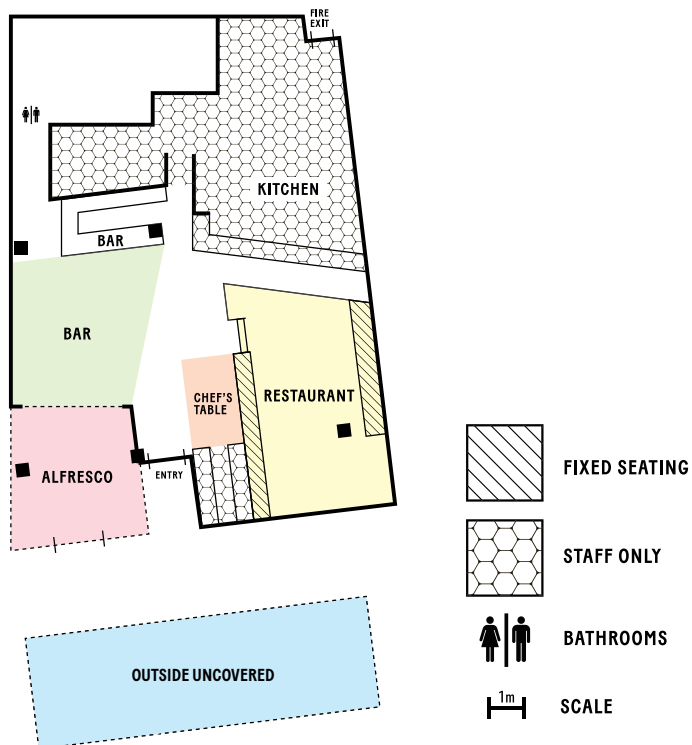 FIRE
EXIT
KITCHEN
BAR
BAR
CHEF'S
TABLE
RESTAURANT
ALFRESCO
ENTRY
FIXED SEATING
STAFF ONLY
BATHROOMS
OUTSIDE UNCOVERED
1m
SCALE